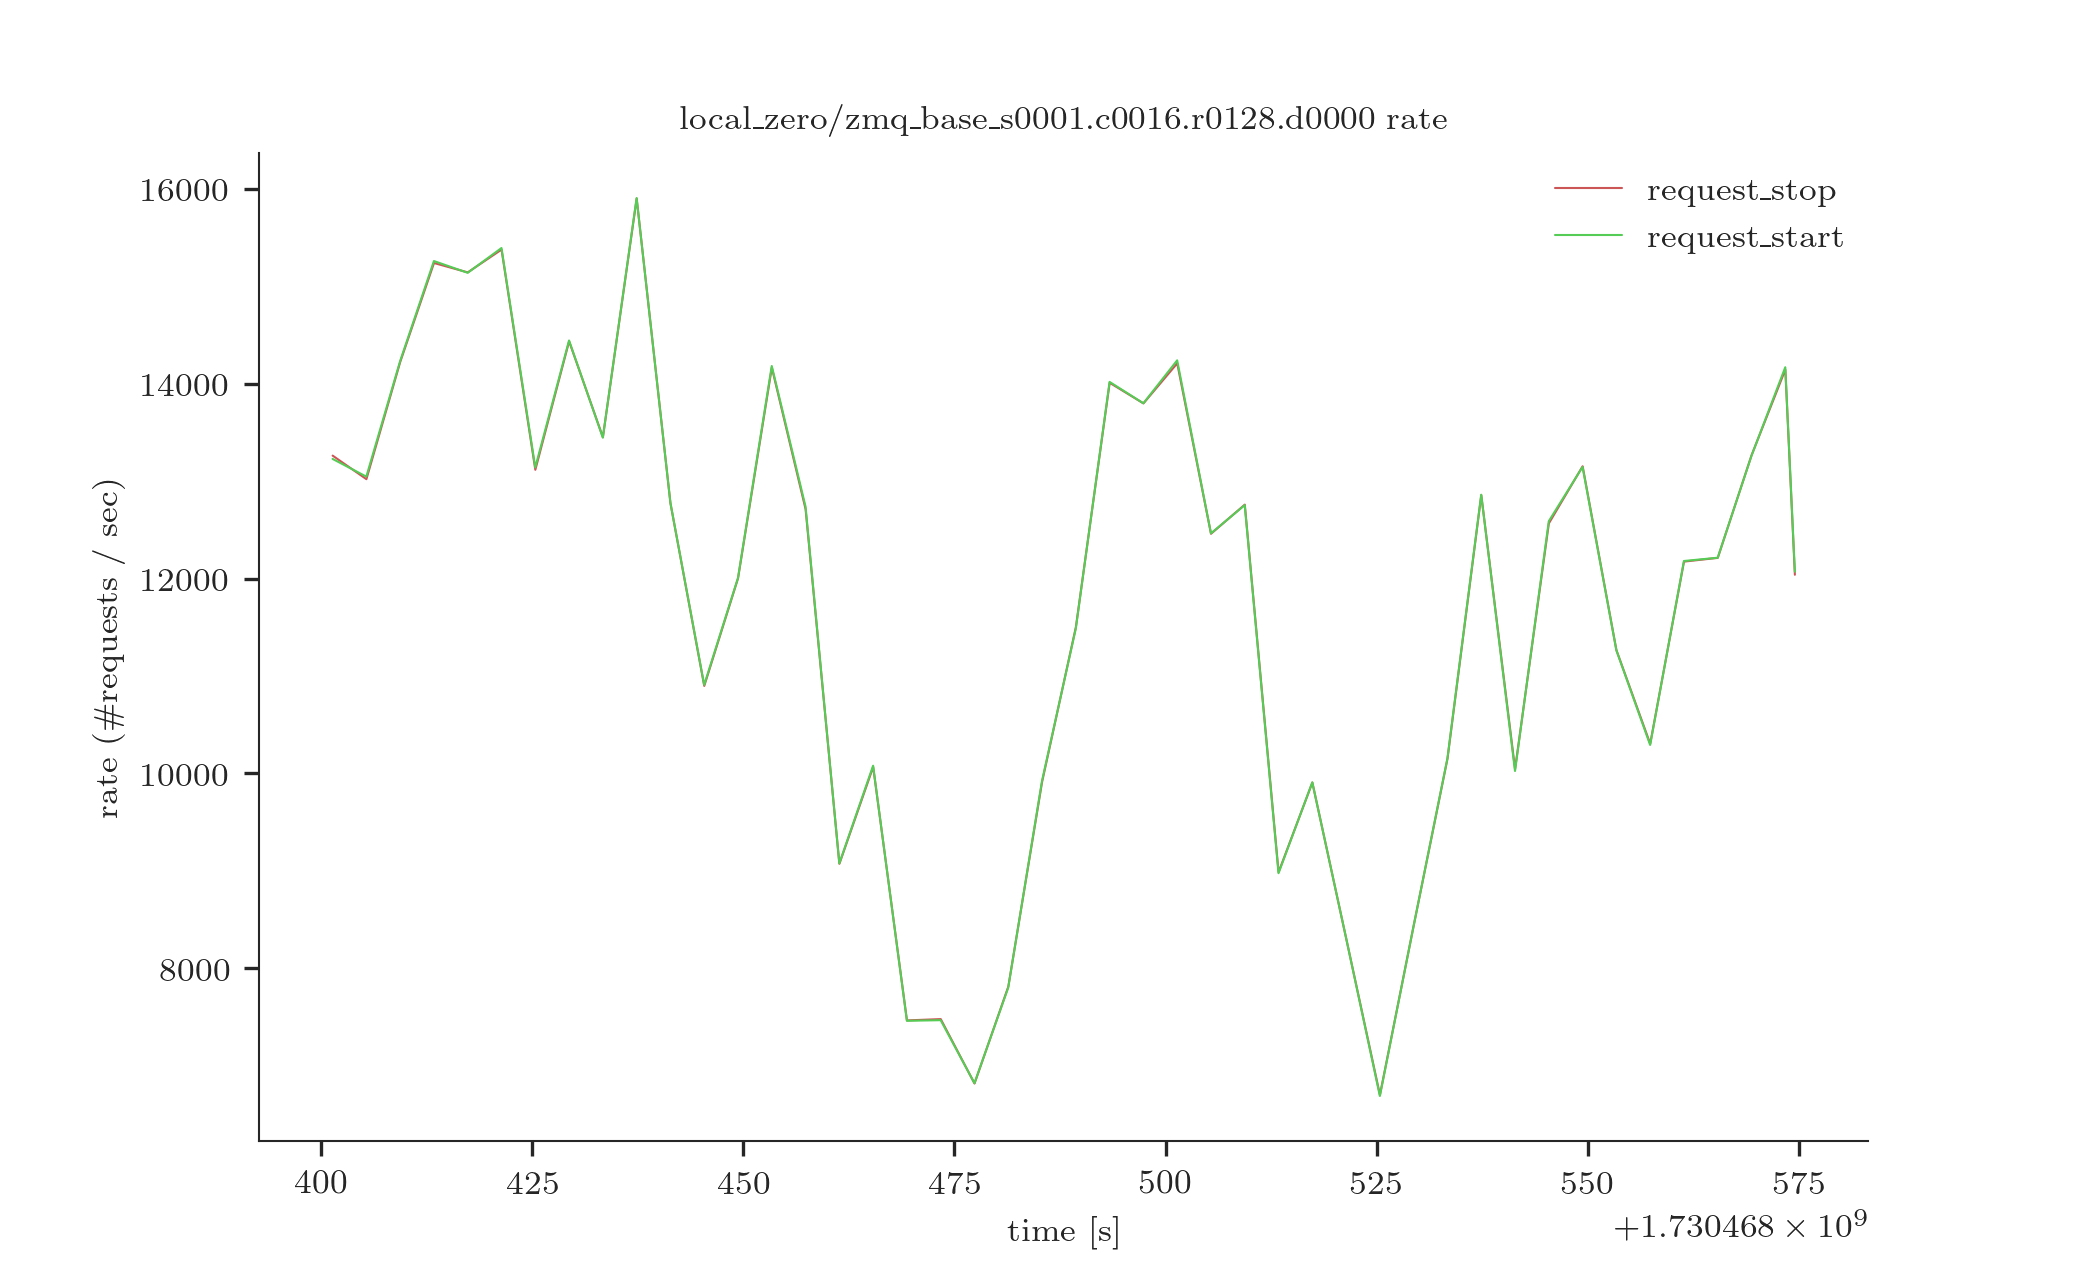 local_zero/zmq_base_s0001.c0016.r0128.d0000 rate
request_stop
request_start
rate (#requests / sec)
16000
14000
12000
10000
8000
400 425 450 475 500 525 550 575
time [s]
+1.730468 × 10⁹